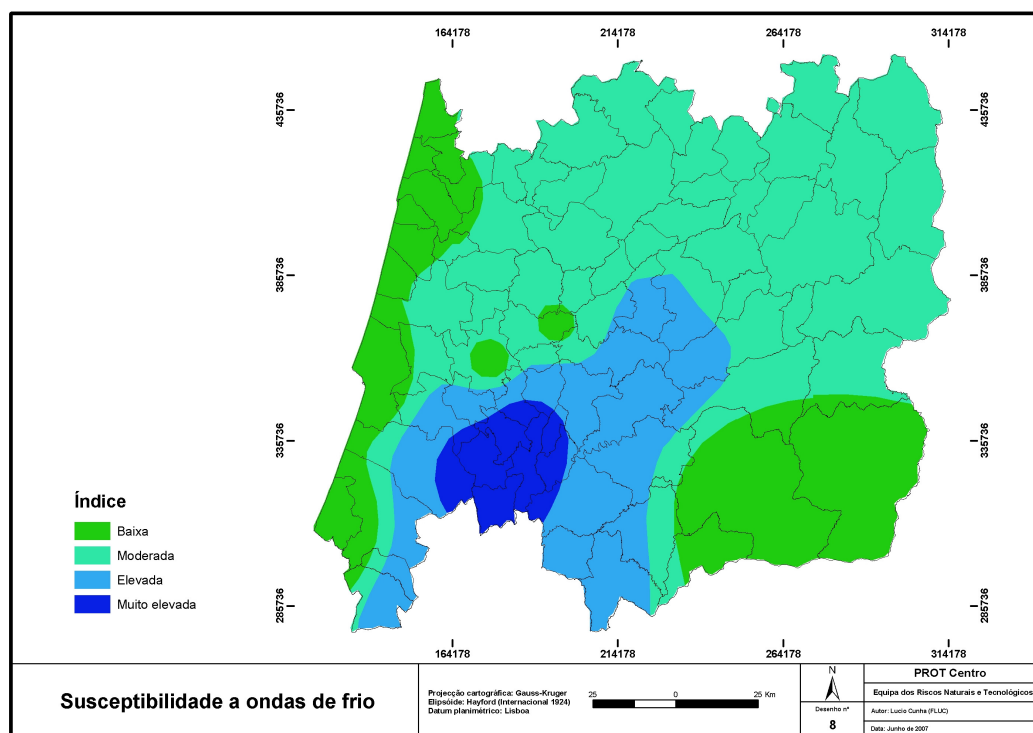 164178 214178 264178 314178
435736 435736
385736 385736
335736 335736
285736 285736
Índice
Baixa
Moderada
Elevada
Muito elevada
164178 214178 264178 314178
Susceptibilidade a ondas de frio
Projecção cartográfica: Gauss-Kruger
Elipsóide: Hayford (Internacional 1924)
Datum planimétrico: Lisboa
25 0 25 Km
N
Desenho nº
8
PROT Centro
Equipa dos Riscos Naturais e Tecnológicos
Autor: Lucio Cunha (FLUC)
Data: Junho de 2007